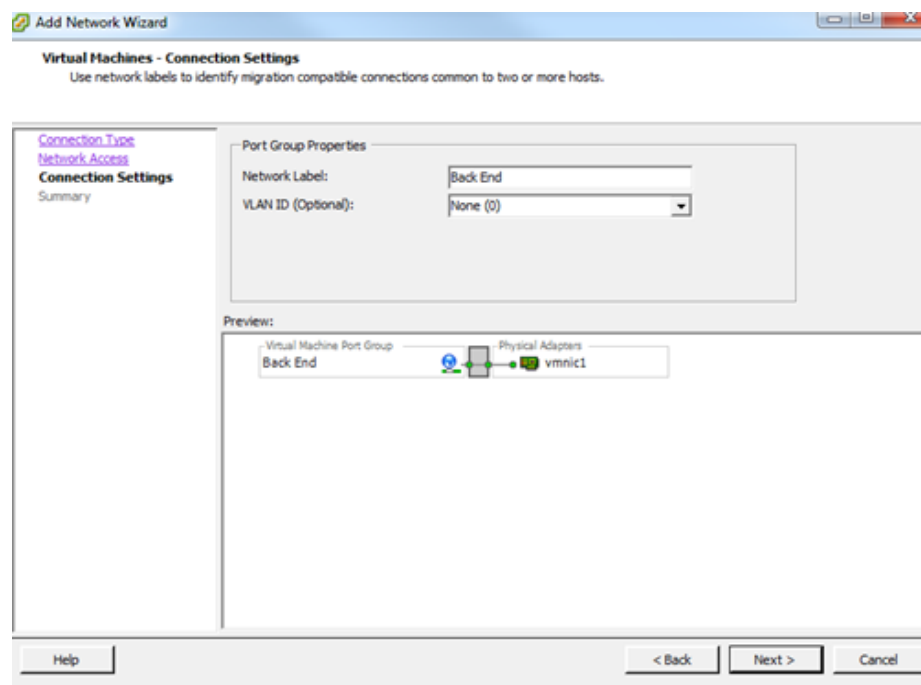 Add Network Wizard
Virtual Machines - Connection Settings
Use network labels to identify migration compatible connections common to two or more hosts.
Connection Type
Network Access
Connection Settings
Summary
Port Group Properties
Network Label: Back End
VLAN ID (Optional): None (0)
Preview:
Virtual Machine Port Group Physical Adapters
Back End vmnic1
Help < Back Next > Cancel